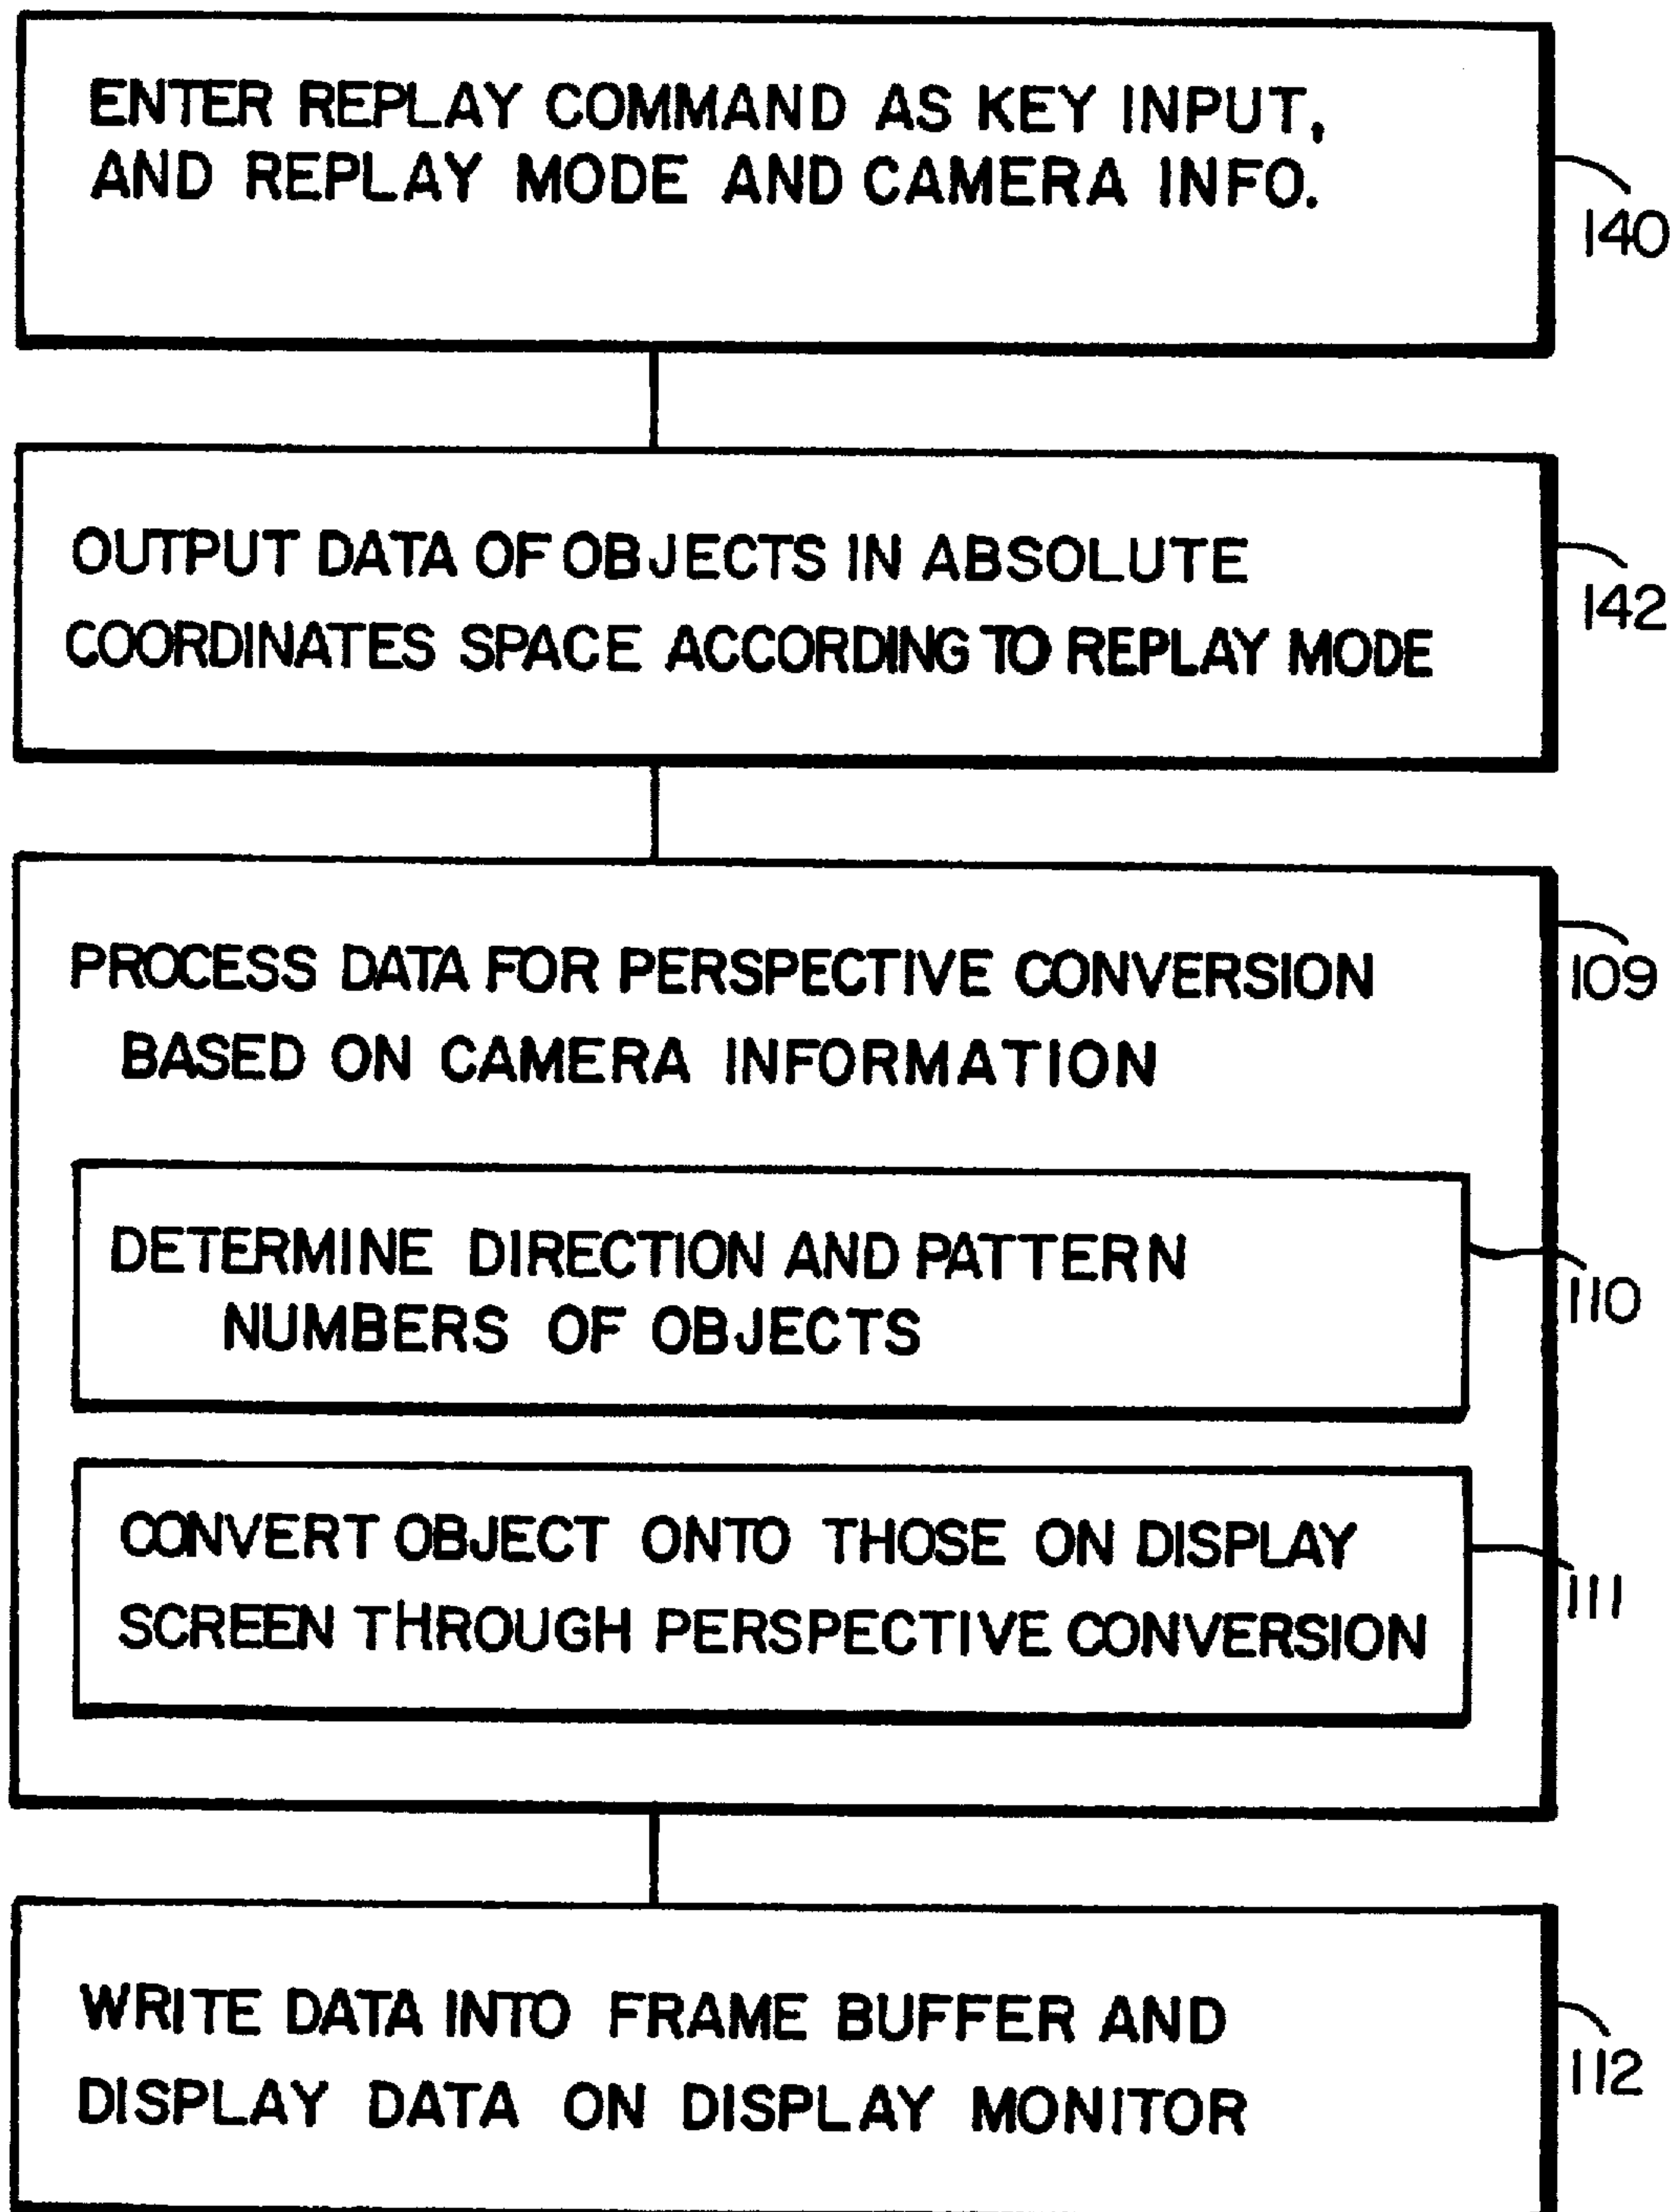 ENTER REPLAY COMMAND AS KEY INPUT,
AND REPLAY MODE AND CAMERA INFO.
140
OUTPUT DATA OF OBJECTS IN ABSOLUTE
COORDINATES SPACE ACCORDING TO REPLAY MODE
142
PROCESS DATA FOR PERSPECTIVE CONVERSION
BASED ON CAMERA INFORMATION
109
DETERMINE DIRECTION AND PATTERN
NUMBERS OF OBJECTS
110
CONVERT OBJECT ONTO THOSE ON DISPLAY
SCREEN THROUGH PERSPECTIVE CONVERSION
111
WRITE DATA INTO FRAME BUFFER AND
DISPLAY DATA ON DISPLAY MONITOR
112